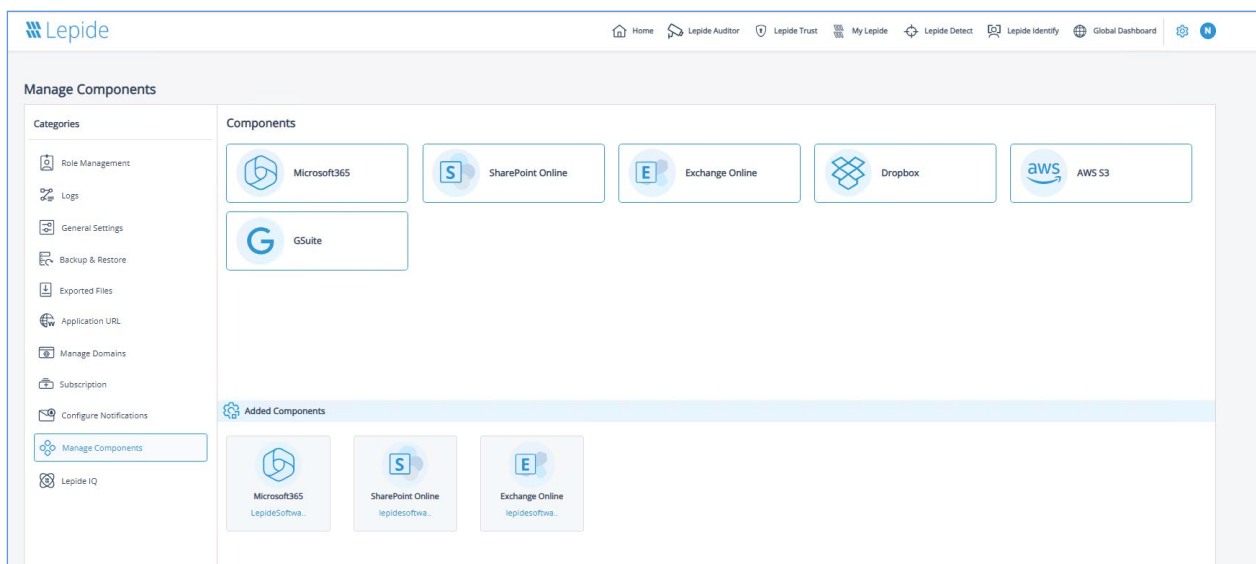 Lepide
Home Lepide Auditor Lepide Trust My Lepide Lepide Detect Lepide Identify Global Dashboard N
Manage Components
Categories
Role Management
Logs
General Settings
Backup & Restore
Exported Files
Application URL
Manage Domains
Subscription
Configure Notifications
Manage Components
Lepide IQ
Components
Microsoft365
S SharePoint Online
E Exchange Online
Dropbox
aws AWS S3
G GSuite
Added Components
Microsoft365
LepideSoftwa..
S
SharePoint Online
lepidesoftwa..
E
Exchange Online
lepidesoftwa..